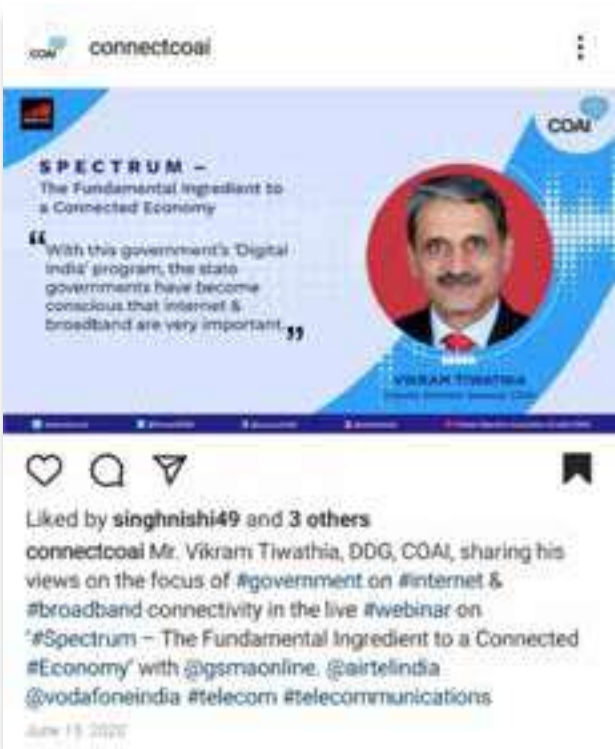 COAI
connectcoai
COAI
SPECTRUM –
The Fundamental Ingredient to
a Connected Economy
“With this government's 'Digital
India' program, the state
governments have become
conscious that internet &
broadband are very important.”
VIKRAM TIWATHIA
Liked by singhnishi49 and 3 others
connectcoai Mr. Vikram Tiwathia, DDG, COAI, sharing his
views on the focus of #government on #internet &
#broadband connectivity in the live #webinar on
'#Spectrum – The Fundamental Ingredient to a Connected
#Economy' with @gsmaonline. @airtelindia
@vodafoneindia #telecom #telecommunications
June 2020